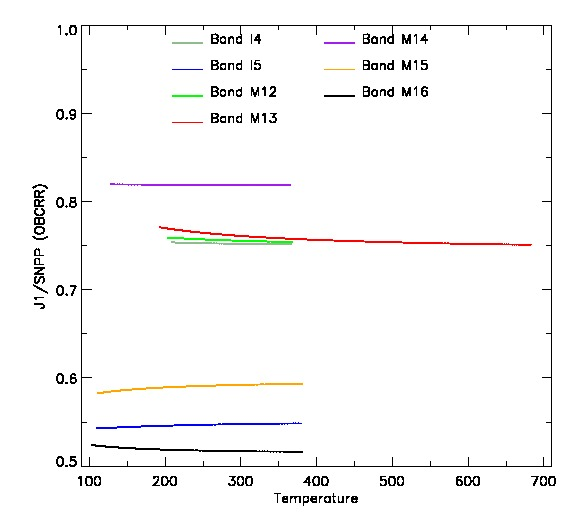 1.0
0.9
0.8
0.7
0.6
0.5
J1/SNPP (OBCRR)
Band I4
Band I5
Band M12
Band M13
Band M14
Band M15
Band M16
100 200 300 400 500 600 700
Temperature